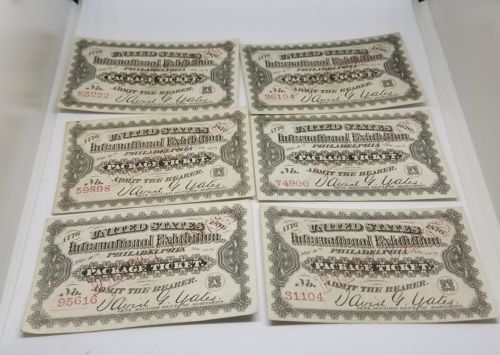 UNITED STATES
1776 International Exhibition. 1876
PHILADELPHIA
PACKAGE TICKET.
ADMIT THE BEARER.
No. 85222
David G. Yates.
UNITED STATES
1776 International Exhibition. 1876
PHILADELPHIA
PACKAGE TICKET.
ADMIT THE BEARER.
No. 36194
David G. Yates.
UNITED STATES
1776 International Exhibition. 1876
PHILADELPHIA
PACKAGE TICKET.
ADMIT THE BEARER.
No. 59898
David G. Yates.
UNITED STATES
1776 International Exhibition. 1876
PHILADELPHIA
PACKAGE TICKET.
ADMIT THE BEARER.
No. 74906
David G. Yates.
UNITED STATES
1776 International Exhibition. 1876
PHILADELPHIA
PACKAGE TICKET.
ADMIT THE BEARER.
No. 95616
David G. Yates.
UNITED STATES
1776 International Exhibition. 1876
PHILADELPHIA
PACKAGE TICKET.
ADMIT THE BEARER.
No. 31104
David G. Yates.